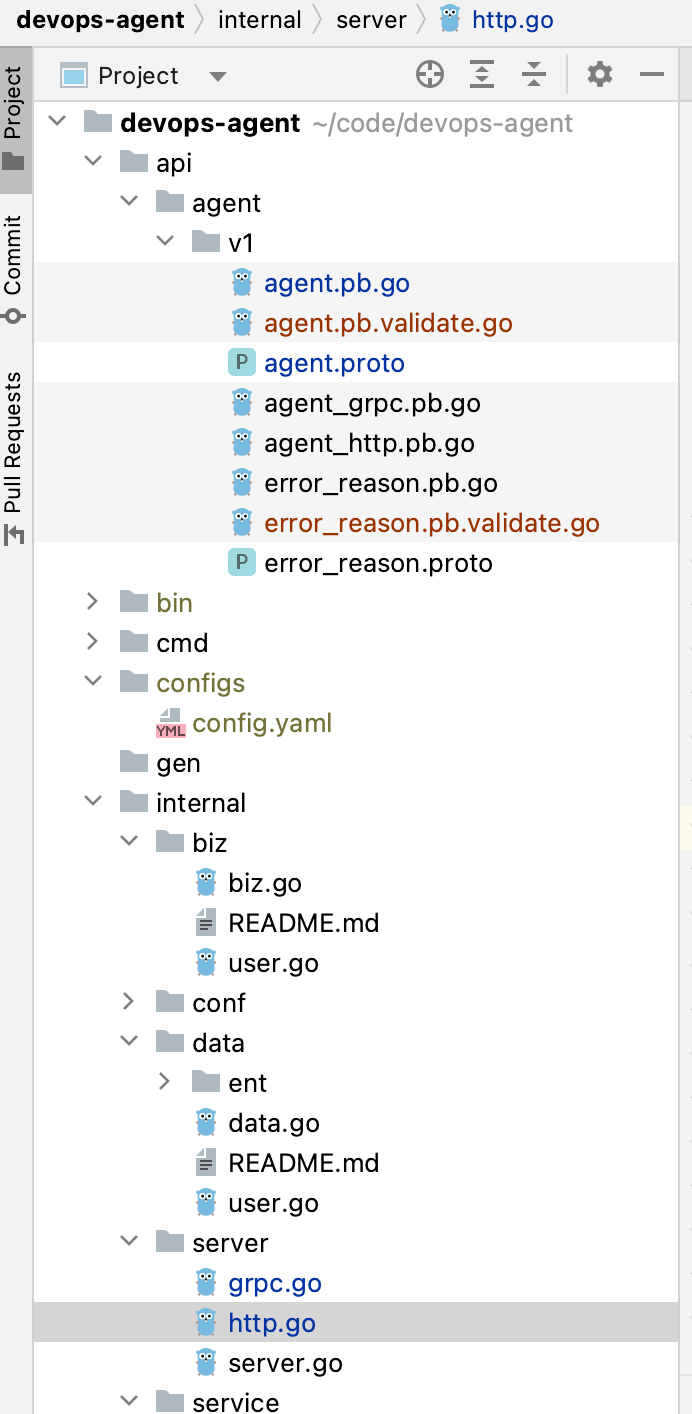 devops-agent internal server http.go
Project
Project
Commit
Pull Requests
devops-agent ~/code/devops-agent
api
agent
v1
agent.pb.go
agent.pb.validate.go
P agent.proto
agent_grpc.pb.go
agent_http.pb.go
error_reason.pb.go
error_reason.pb.validate.go
P error_reason.proto
bin
cmd
configs
YML config.yaml
gen
internal
biz
biz.go
README.md
user.go
conf
data
ent
data.go
README.md
user.go
server
grpc.go
http.go
server.go
service